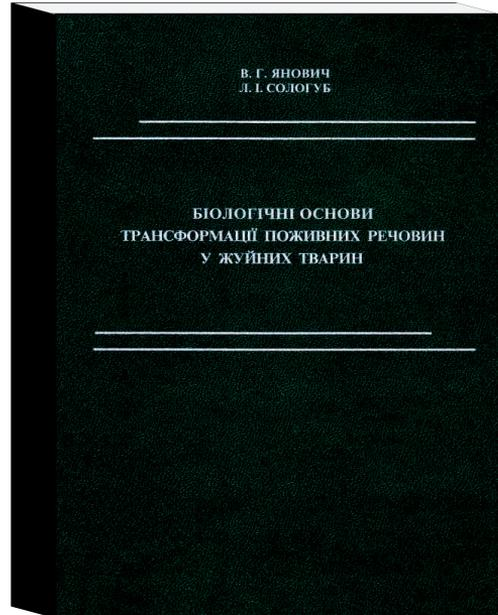 В. Г. ЯНОВИЧ
Л. І. СОЛОГУБ
БІОЛОГІЧНІ ОСНОВИ
ТРАНСФОРМАЦІЇ ПОЖИВНИХ РЕЧОВИН
У ЖУЙНИХ ТВАРИН